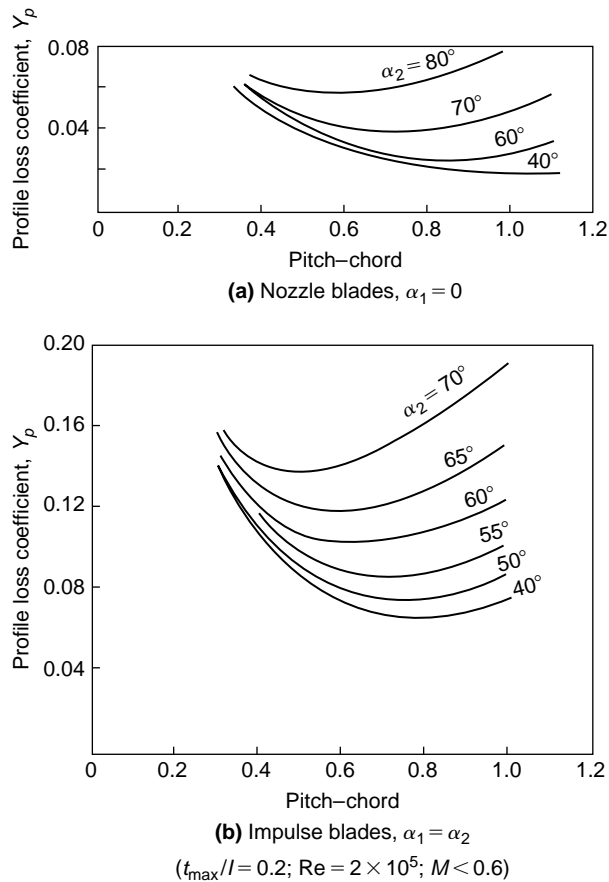 Profile loss coefficient, Yₚ
0.08
0.04
α₂ = 80°
70°
60°
40°
0 0.2 0.4 0.6 0.8 1.0 1.2
Pitch–chord
(a) Nozzle blades, α₁ = 0
Profile loss coefficient, Yₚ
0.20
0.16
0.12
0.08
0.04
α₂ = 70°
65°
60°
55°
50°
40°
0 0.2 0.4 0.6 0.8 1.0 1.2
Pitch–chord
(b) Impulse blades, α₁ = α₂
(tₘₐₓ/l = 0.2; Re = 2 × 10⁵; M < 0.6)